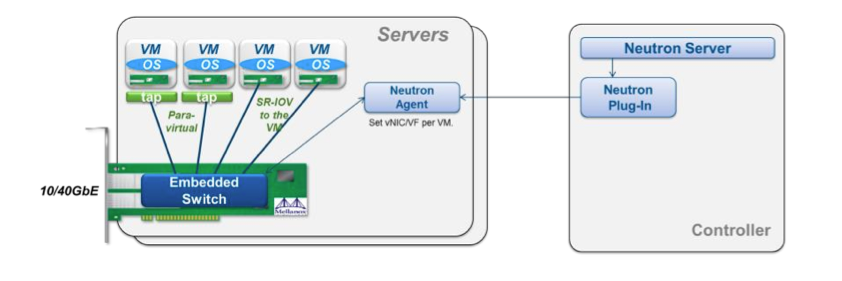 Servers
VM
OS
VM
OS
VM
OS
VM
OS
tap
tap
Para-
virtual
SR-IOV
to the
VM
Neutron
Agent
Set vNIC/VF per VM.
10/40GbE
Embedded
Switch
Mellanox
Neutron Server
Neutron
Plug-In
Controller